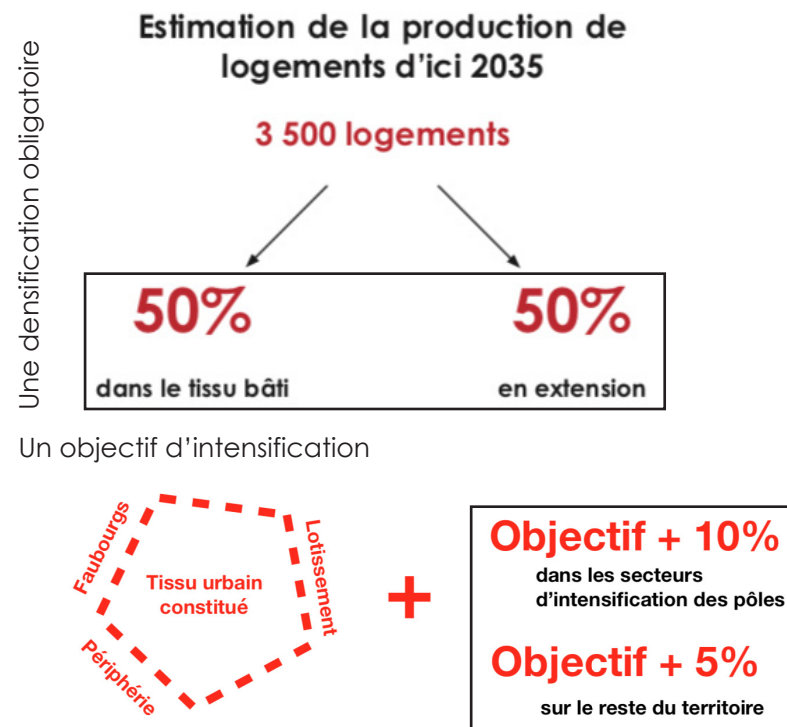 Une densification obligatoire
Estimation de la production de
logements d'ici 2035
3 500 logements
50%
dans le tissu bâti
50%
en extension
Un objectif d'intensification
Faubourgs
Lotissement
Périphérie
Tissu urbain
constitué
+
Objectif + 10%
dans les secteurs
d'intensification des pôles
Objectif + 5%
sur le reste du territoire